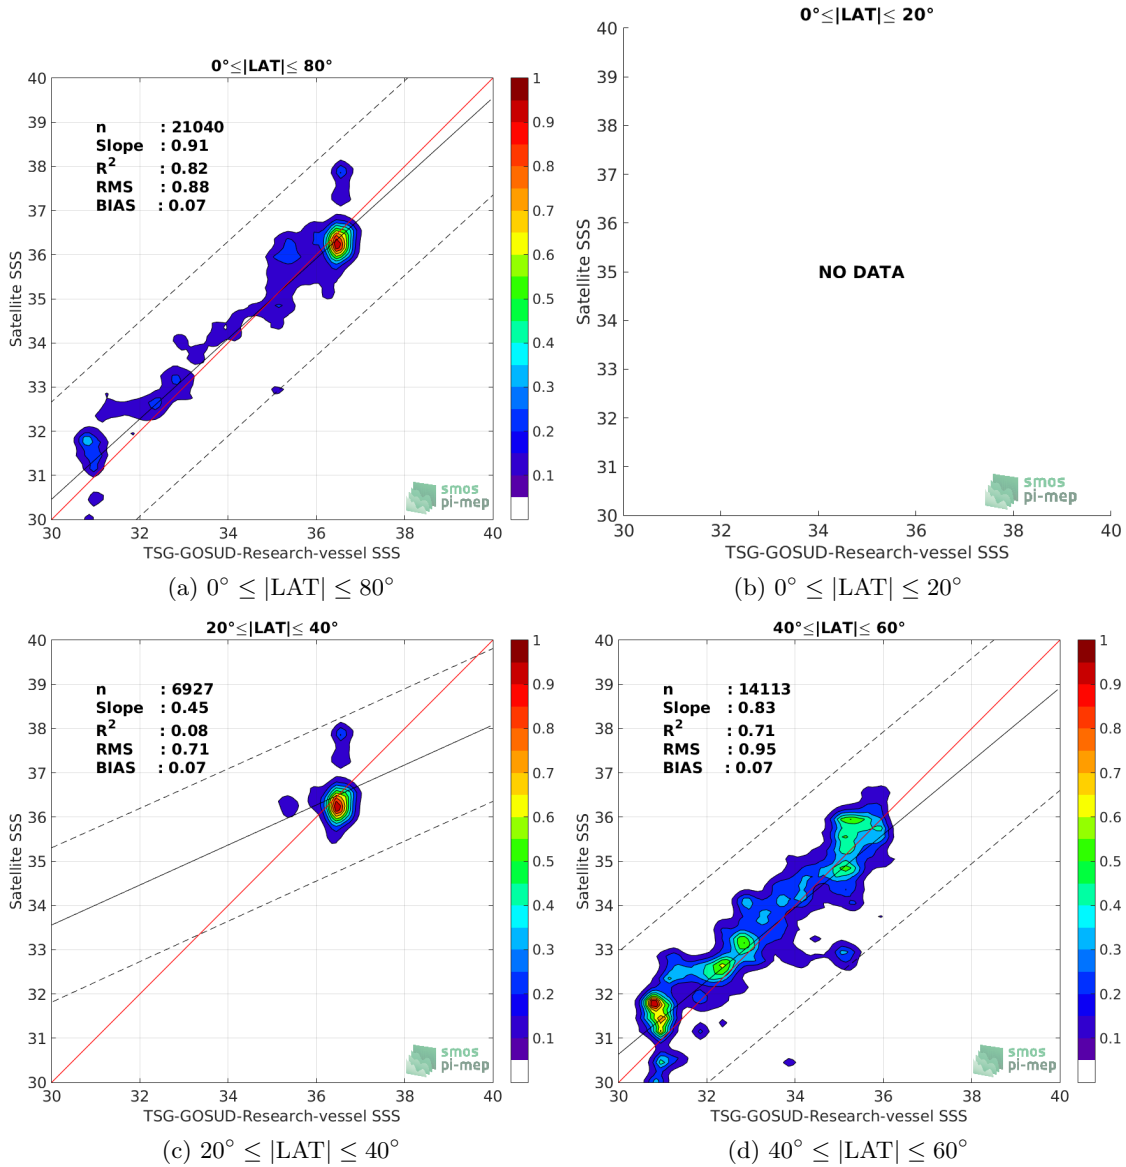 0°≤|LAT|≤ 80°
n : 21040
Slope : 0.91
R² : 0.82
RMS : 0.88
BIAS : 0.07
Satellite SSS
40
39
38
37
36
35
34
33
32
31
30
30 32 34 36 38 40
TSG-GOSUD-Research-vessel SSS
1
0.9
0.8
0.7
0.6
0.5
0.4
0.3
0.2
0.1
smos
pi-mep
(a) 0° ≤ |LAT| ≤ 80°
0°≤|LAT|≤ 20°
NO DATA
Satellite SSS
40
39
38
37
36
35
34
33
32
31
30
30 32 34 36 38 40
TSG-GOSUD-Research-vessel SSS
smos
pi-mep
(b) 0° ≤ |LAT| ≤ 20°
20°≤|LAT|≤ 40°
n : 6927
Slope : 0.45
R² : 0.08
RMS : 0.71
BIAS : 0.07
Satellite SSS
40
39
38
37
36
35
34
33
32
31
30
30 32 34 36 38 40
TSG-GOSUD-Research-vessel SSS
1
0.9
0.8
0.7
0.6
0.5
0.4
0.3
0.2
0.1
smos
pi-mep
(c) 20° ≤ |LAT| ≤ 40°
40°≤|LAT|≤ 60°
n : 14113
Slope : 0.83
R² : 0.71
RMS : 0.95
BIAS : 0.07
Satellite SSS
40
39
38
37
36
35
34
33
32
31
30
30 32 34 36 38 40
TSG-GOSUD-Research-vessel SSS
1
0.9
0.8
0.7
0.6
0.5
0.4
0.3
0.2
0.1
smos
pi-mep
(d) 40° ≤ |LAT| ≤ 60°